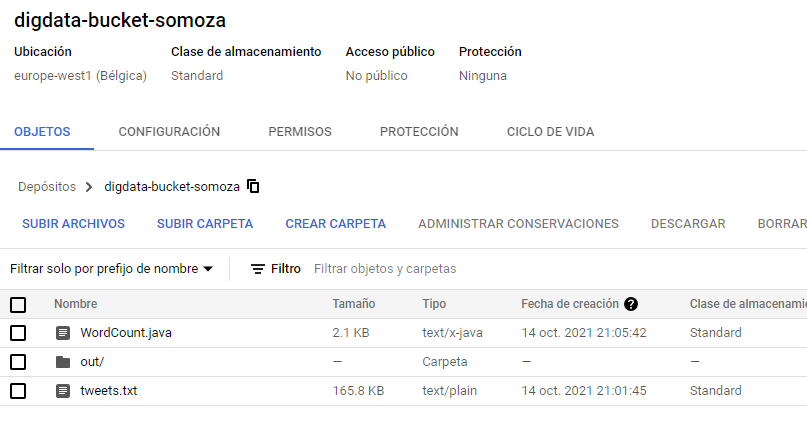 digdata-bucket-somoza
Ubicación Clase de almacenamiento Acceso público Protección
europe-west1 (Bélgica) Standard No público Ninguna
OBJETOS CONFIGURACIÓN PERMISOS PROTECCIÓN CICLO DE VIDA
Depósitos digdata-bucket-somoza
SUBIR ARCHIVOS SUBIR CARPETA CREAR CARPETA ADMINISTRAR CONSERVACIONES DESCARGAR BORRAR
Filtrar solo por prefijo de nombre Filtro Filtrar objetos y carpetas
Nombre Tamaño Tipo Fecha de creación ? Clase de almacenami
WordCount.java 2.1 KB text/x-java 14 oct. 2021 21:05:42 Standard
out/ — Carpeta — —
tweets.txt 165.8 KB text/plain 14 oct. 2021 21:01:45 Standard